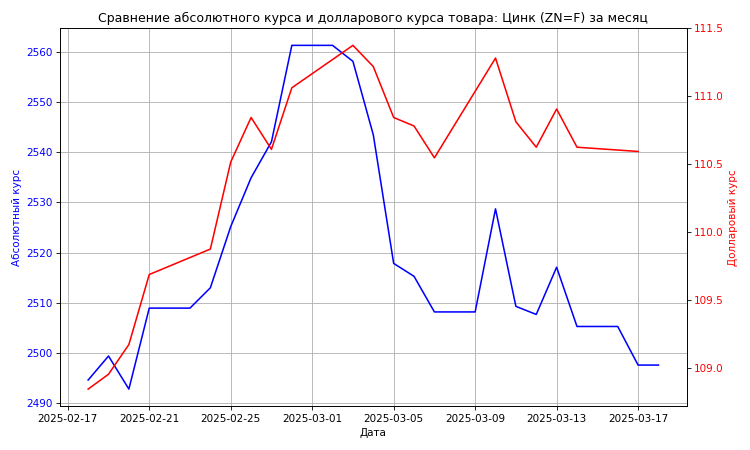 Сравнение абсолютного курса и долларового курса товара: Цинк (ZN=F) за месяц
Абсолютный курс
2560
2550
2540
2530
2520
2510
2500
2490
111.5
111.0
110.5
110.0
109.5
109.0
Долларовый курс
2025-02-17 2025-02-21 2025-02-25 2025-03-01 2025-03-05 2025-03-09 2025-03-13 2025-03-17
Дата